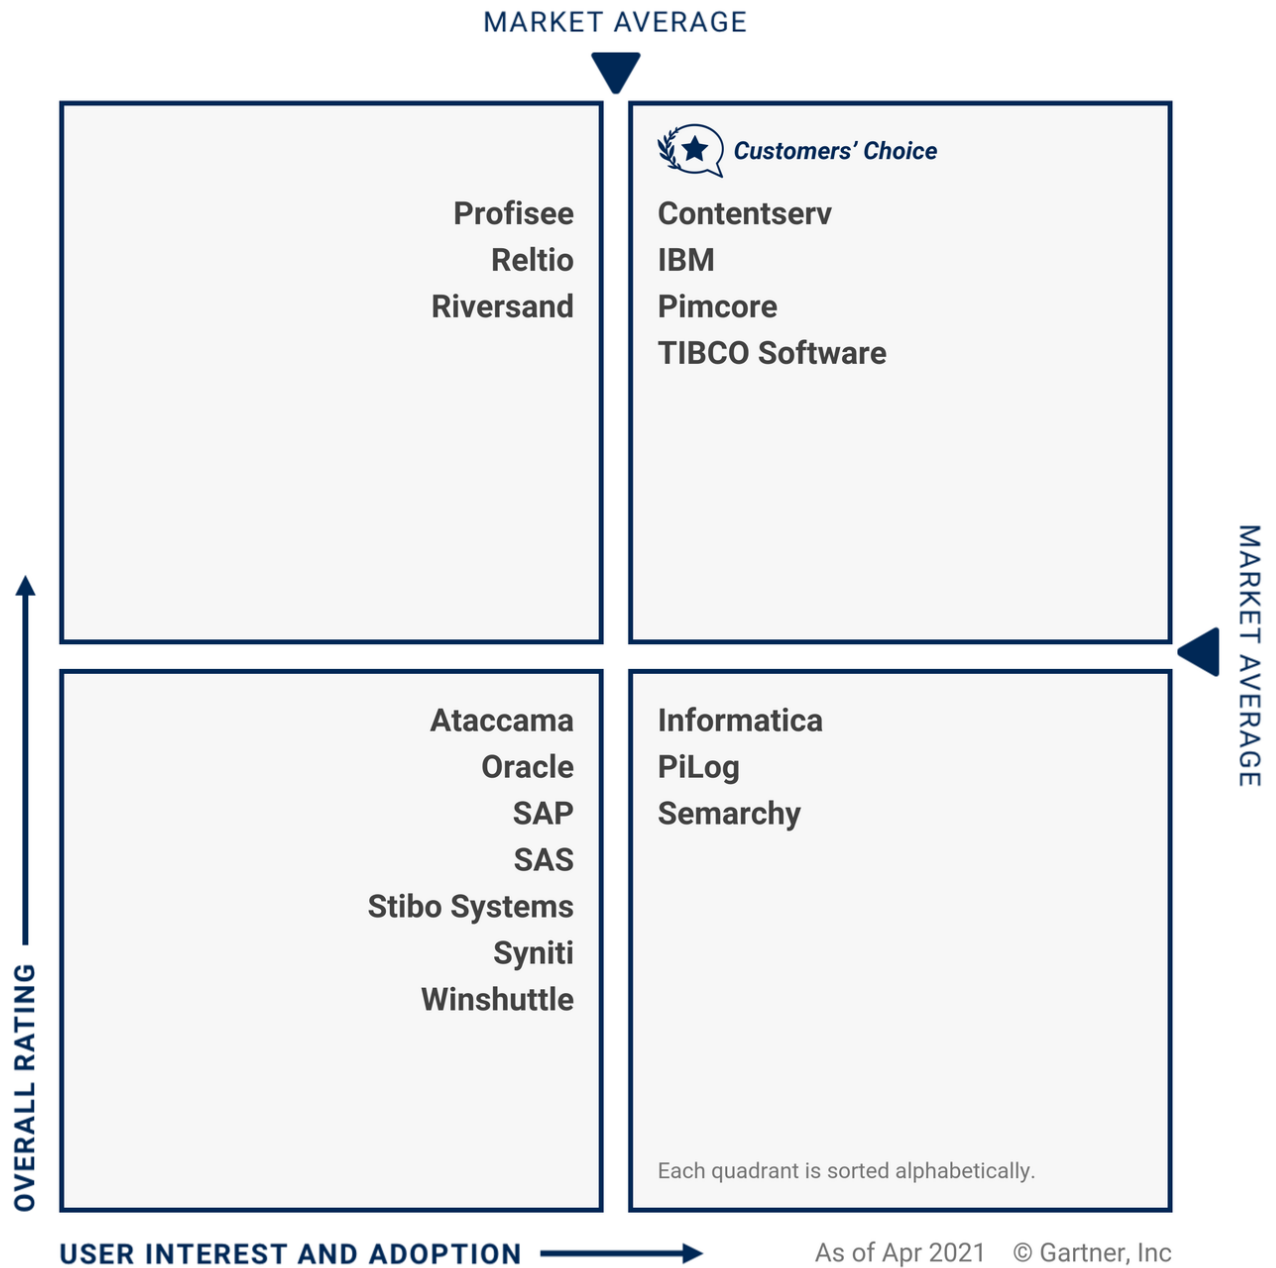 MARKET AVERAGE
Customers’ Choice
Profisee
Reltio
Riversand
Contentserv
IBM
Pimcore
TIBCO Software
MARKET AVERAGE
Ataccama
Oracle
SAP
SAS
Stibo Systems
Syniti
Winshuttle
Informatica
PiLog
Semarchy
Each quadrant is sorted alphabetically.
OVERALL RATING
USER INTEREST AND ADOPTION
As of Apr 2021 © Gartner, Inc